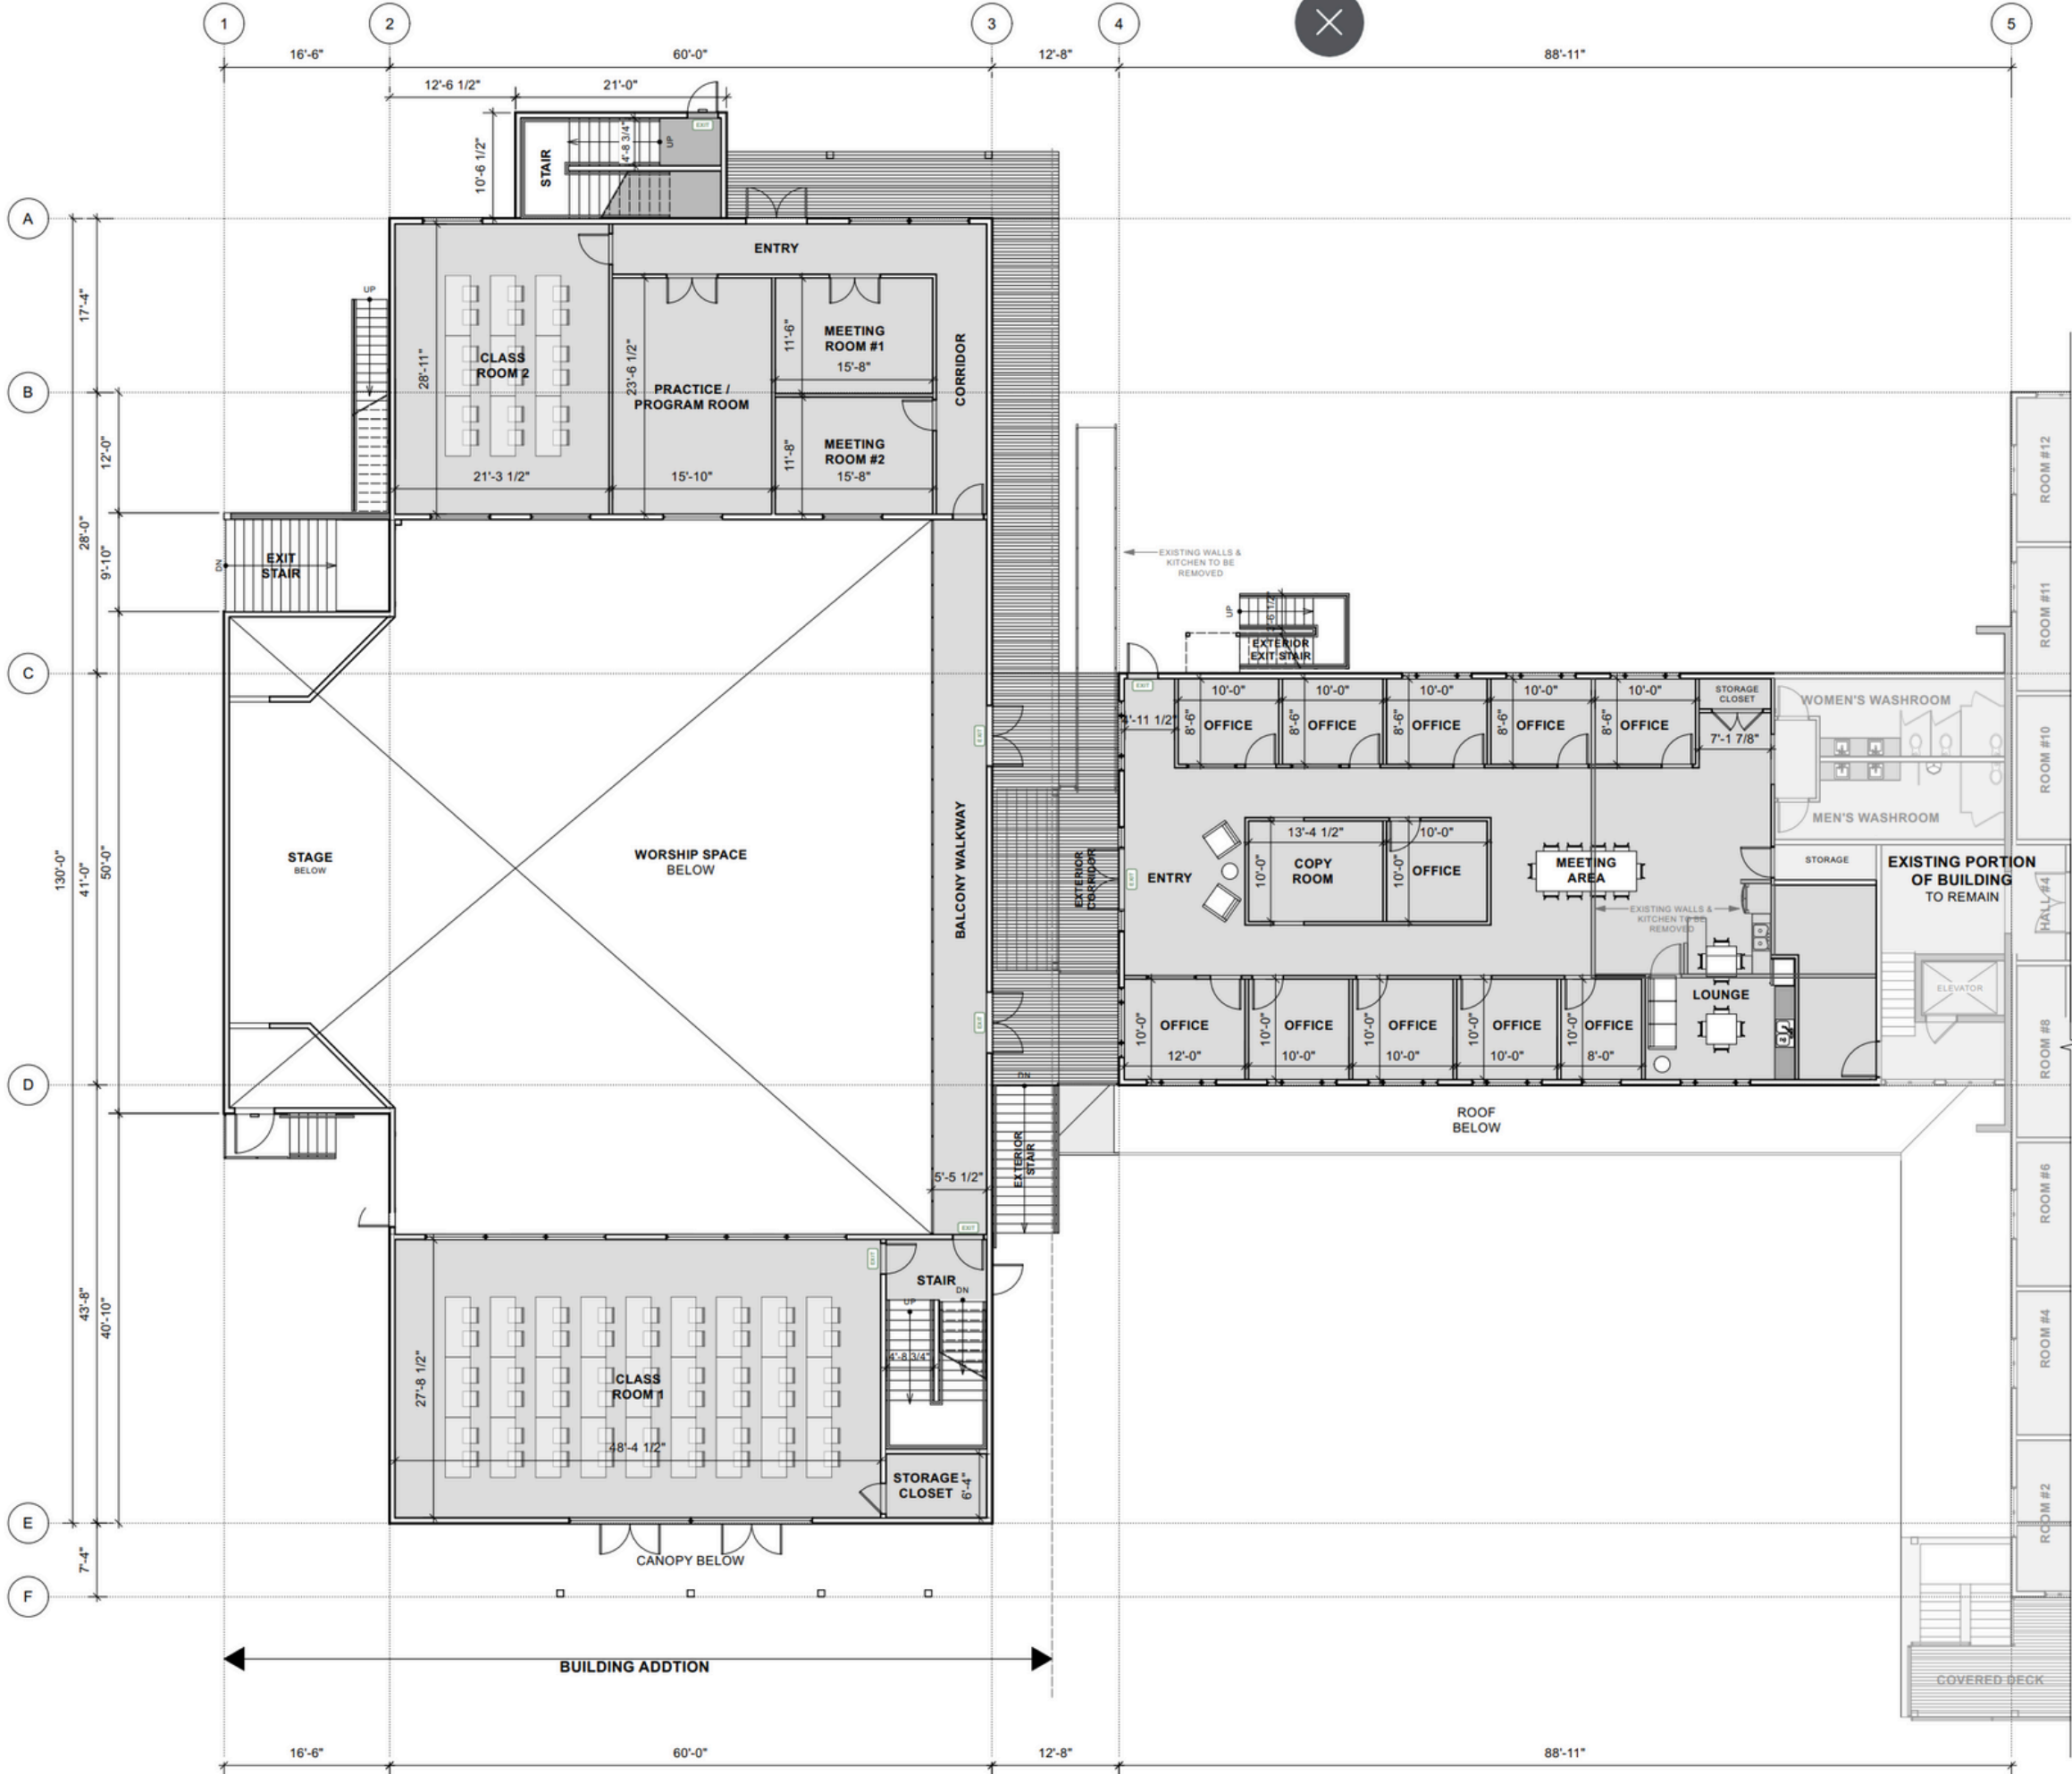 1
2
3
4
5
16'-6"
60'-0"
12'-8"
88'-11"
12'-6 1/2"
21'-0"
10'-6 1/2"
STAIR
4'-8 3/4"
UP
EXIT
A
B
C
D
E
F
17'-4"
12'-0"
28'-0"
9'-10"
130'-0"
41'-0"
50'-0"
43'-8"
40'-10"
7'-4"
UP
ENTRY
28'-11"
CLASS
ROOM 2
21'-3 1/2"
23'-6 1/2"
PRACTICE /
PROGRAM ROOM
15'-10"
11'-6"
MEETING
ROOM #1
15'-8"
11'-8"
MEETING
ROOM #2
15'-8"
CORRIDOR
DN
EXIT
STAIR
STAGE
BELOW
WORSHIP SPACE
BELOW
BALCONY WALKWAY
EXIT
EXIT
EXIT
5'-5 1/2"
EXTERIOR
CORRIDOR
DN
EXTERIOR
STAIR
EXISTING WALLS &
KITCHEN TO BE
REMOVED
UP
3'-6 1/2"
EXTERIOR
EXIT STAIR
EXIT
4'-11 1/2"
10'-0"
8'-6"
OFFICE
10'-0"
8'-6"
OFFICE
10'-0"
8'-6"
OFFICE
10'-0"
8'-6"
OFFICE
10'-0"
8'-6"
OFFICE
STORAGE
CLOSET
7'-1 7/8"
WOMEN'S WASHROOM
MEN'S WASHROOM
EXIT
ENTRY
13'-4 1/2"
10'-0"
COPY
ROOM
10'-0"
10'-0"
OFFICE
MEETING
AREA
EXISTING WALLS &
KITCHEN TO BE
REMOVED
STORAGE
EXISTING PORTION
OF BUILDING
TO REMAIN
ELEVATOR
10'-0"
OFFICE
12'-0"
10'-0"
OFFICE
10'-0"
10'-0"
OFFICE
10'-0"
10'-0"
OFFICE
10'-0"
10'-0"
OFFICE
8'-0"
LOUNGE
ROOF
BELOW
ROOM #12
ROOM #11
ROOM #10
HALL #4
ROOM #8
ROOM #6
ROOM #4
ROOM #2
COVERED DECK
27'-8 1/2"
CLASS
ROOM 1
48'-4 1/2"
EXIT
STAIR
UP
DN
4'-8 3/4"
STORAGE
CLOSET
6'-4"
CANOPY BELOW
BUILDING ADDTION
16'-6"
60'-0"
12'-8"
88'-11"